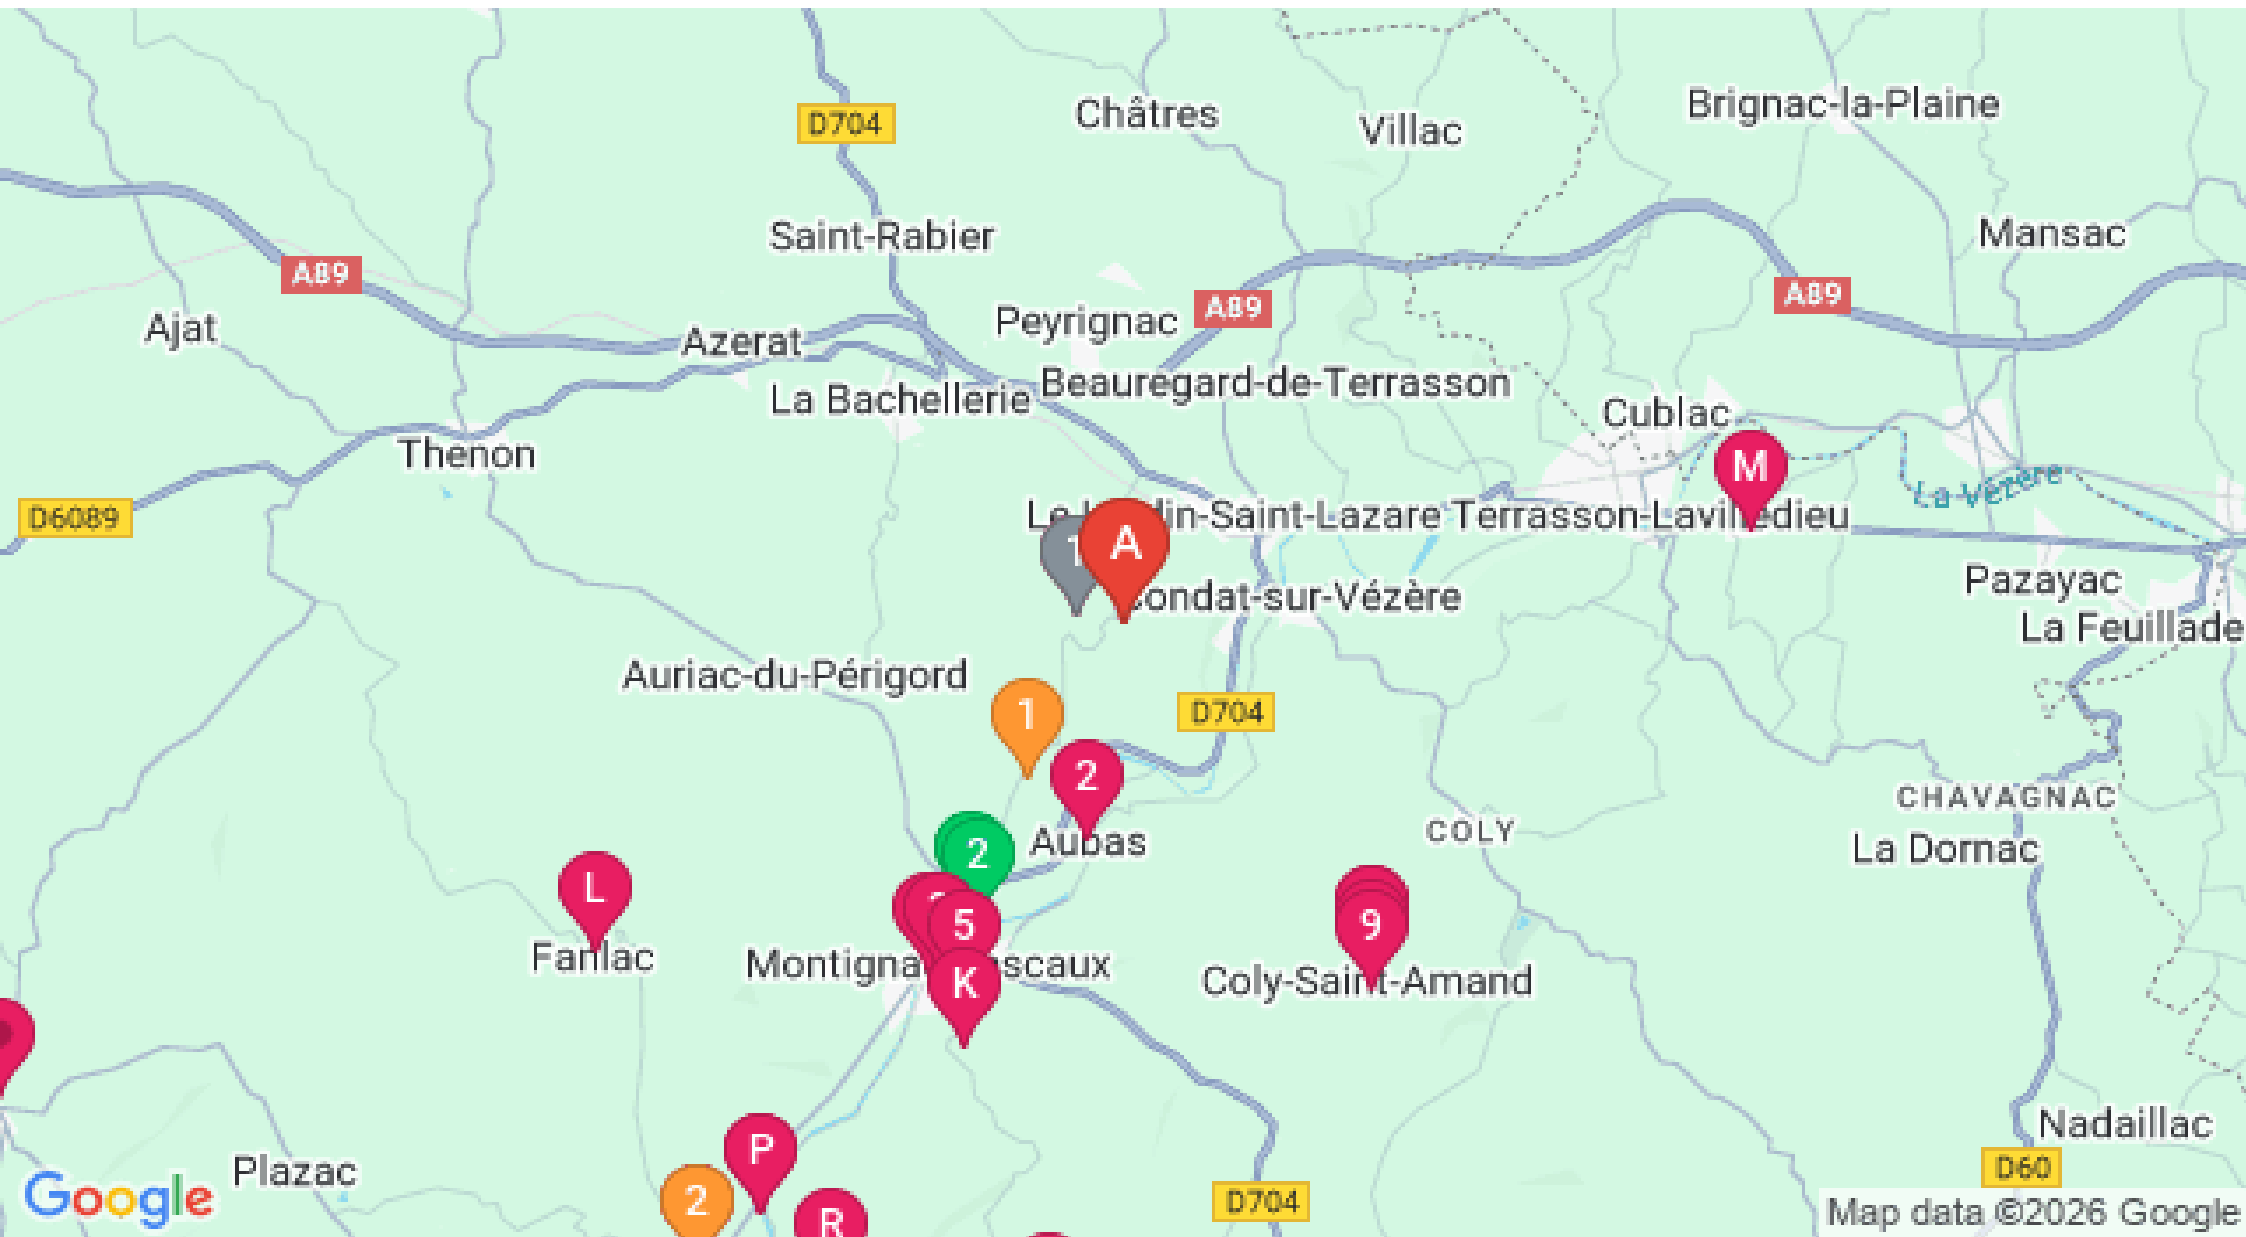 Châtres
Brignac-la-Plaine
D704
Villac
Saint-Rabier
Mansac
A89
A89
A89
Peyrignac
Ajat
Azerat
Beauregard-de-Terrasson
La Bachellerie
Cublac
Thenon
M
La Vézère
D6089
Terrasson-Lavilledieu
1
A
Pazayac
La Feuillade
Auriac-du-Périgord
1
D704
2
CHAVAGNAC
COLY
Aubas
La Dornac
2
L
5
9
Fanlac
Coly-Saint-Amand
K
Nadaillac
P
Plazac
D60
2
D704
R
Google
Map data ©2026 Google